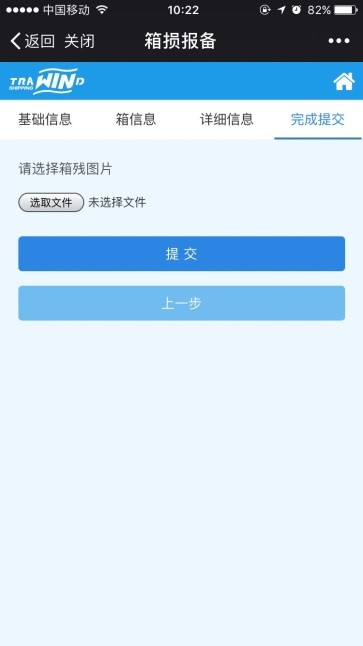 中国移动 10:22 82%
返回 关闭 箱损报备
TRAWIND
SHIPPING
基础信息 箱信息 详细信息 完成提交
请选择箱残图片
选取文件 未选择文件
提 交
上一步